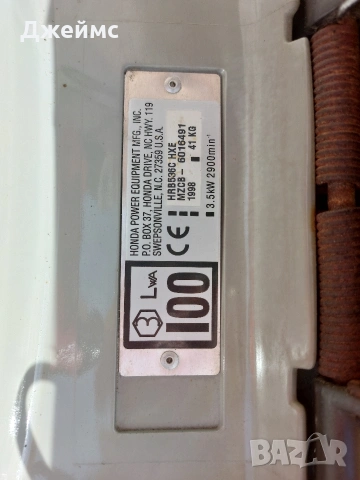 Джеймс
HONDA POWER EQUIPMENT MFG., INC.
P.O. BOX 37, HONDA DRIVE, NC HWY. 119
SWEPSONVILLE, N.C. 27359 U.S.A.
CE
HRB536C HXE
MZCB-6016491
1998
41 KG
3.5kW 2900min⁻¹
3
LWA
100
BAZAR